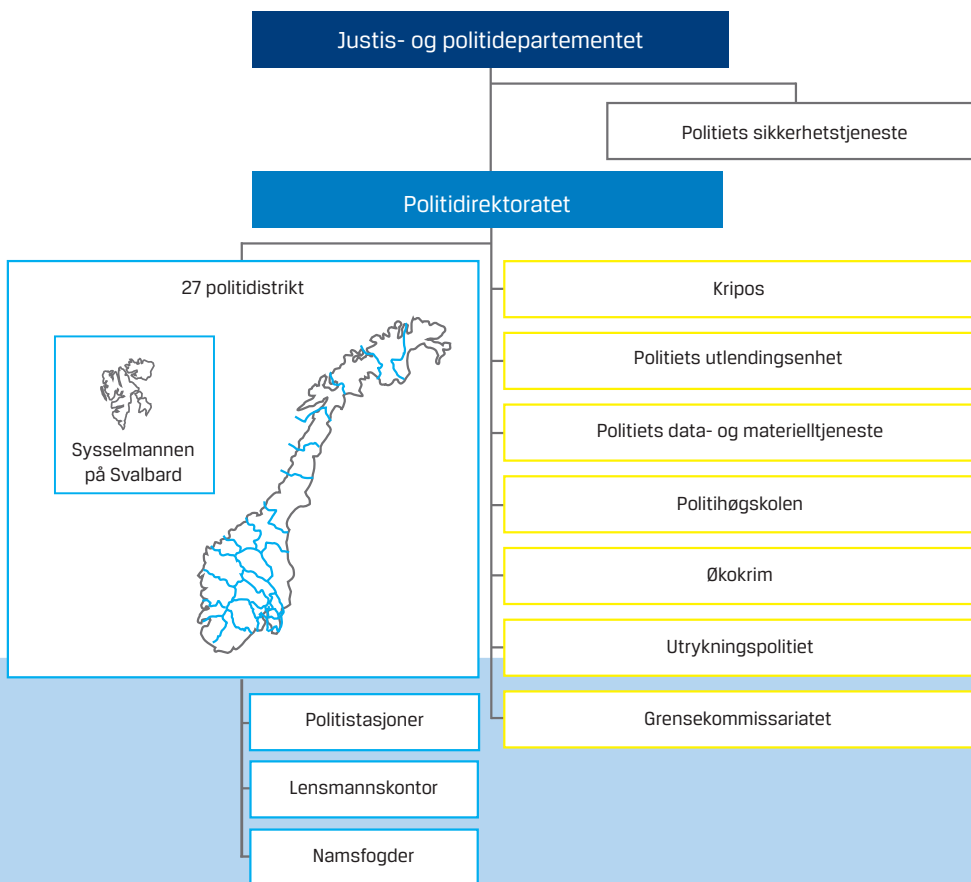 Justis- og politidepartementet
Politiets sikkerhetstjeneste
Politidirektoratet
27 politidistrikt
Sysselmannen
på Svalbard
Kripos
Politiets utlendingsenhet
Politiets data- og materielltjeneste
Politihøgskolen
Økokrim
Utrykningspolitiet
Grensekommissariatet
Politistasjoner
Lensmannskontor
Namsfogder